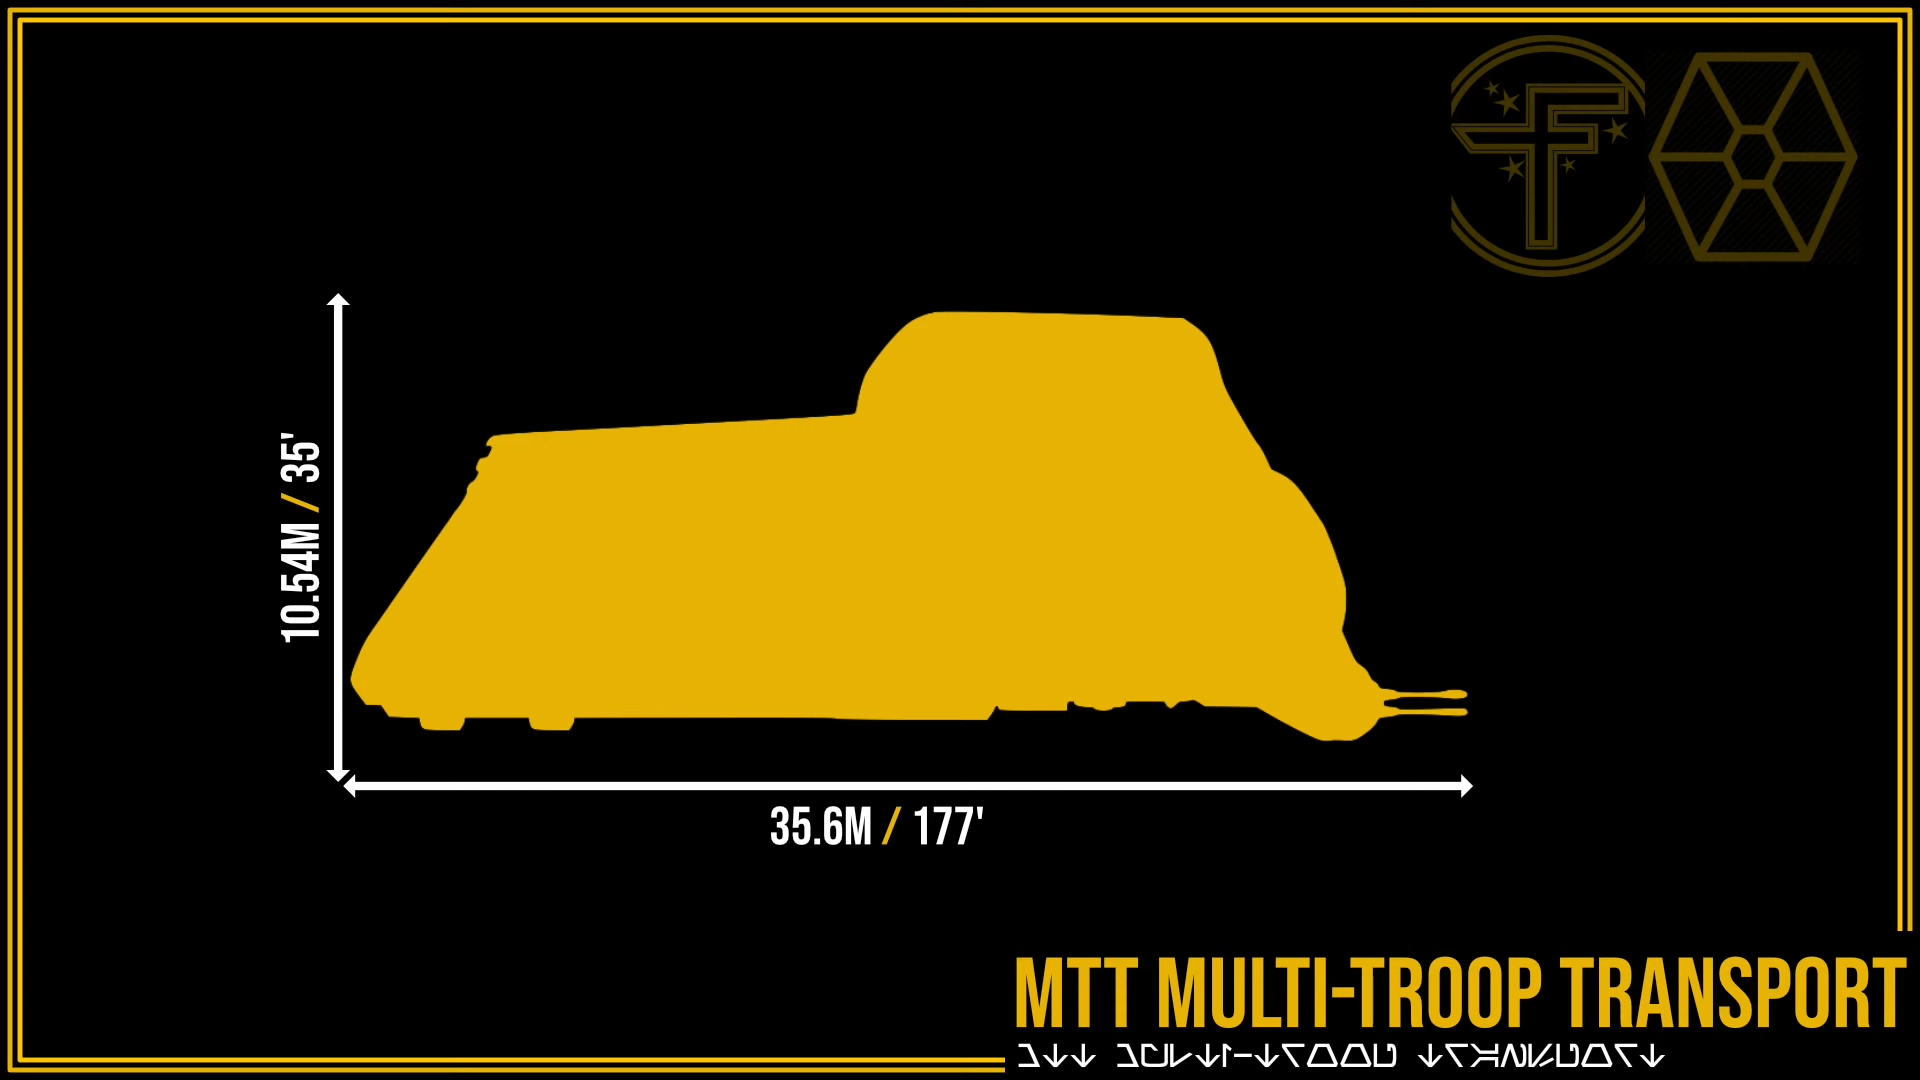 10.54M / 35'
35.6M / 177'
MTT MULTI-TROOP TRANSPORT